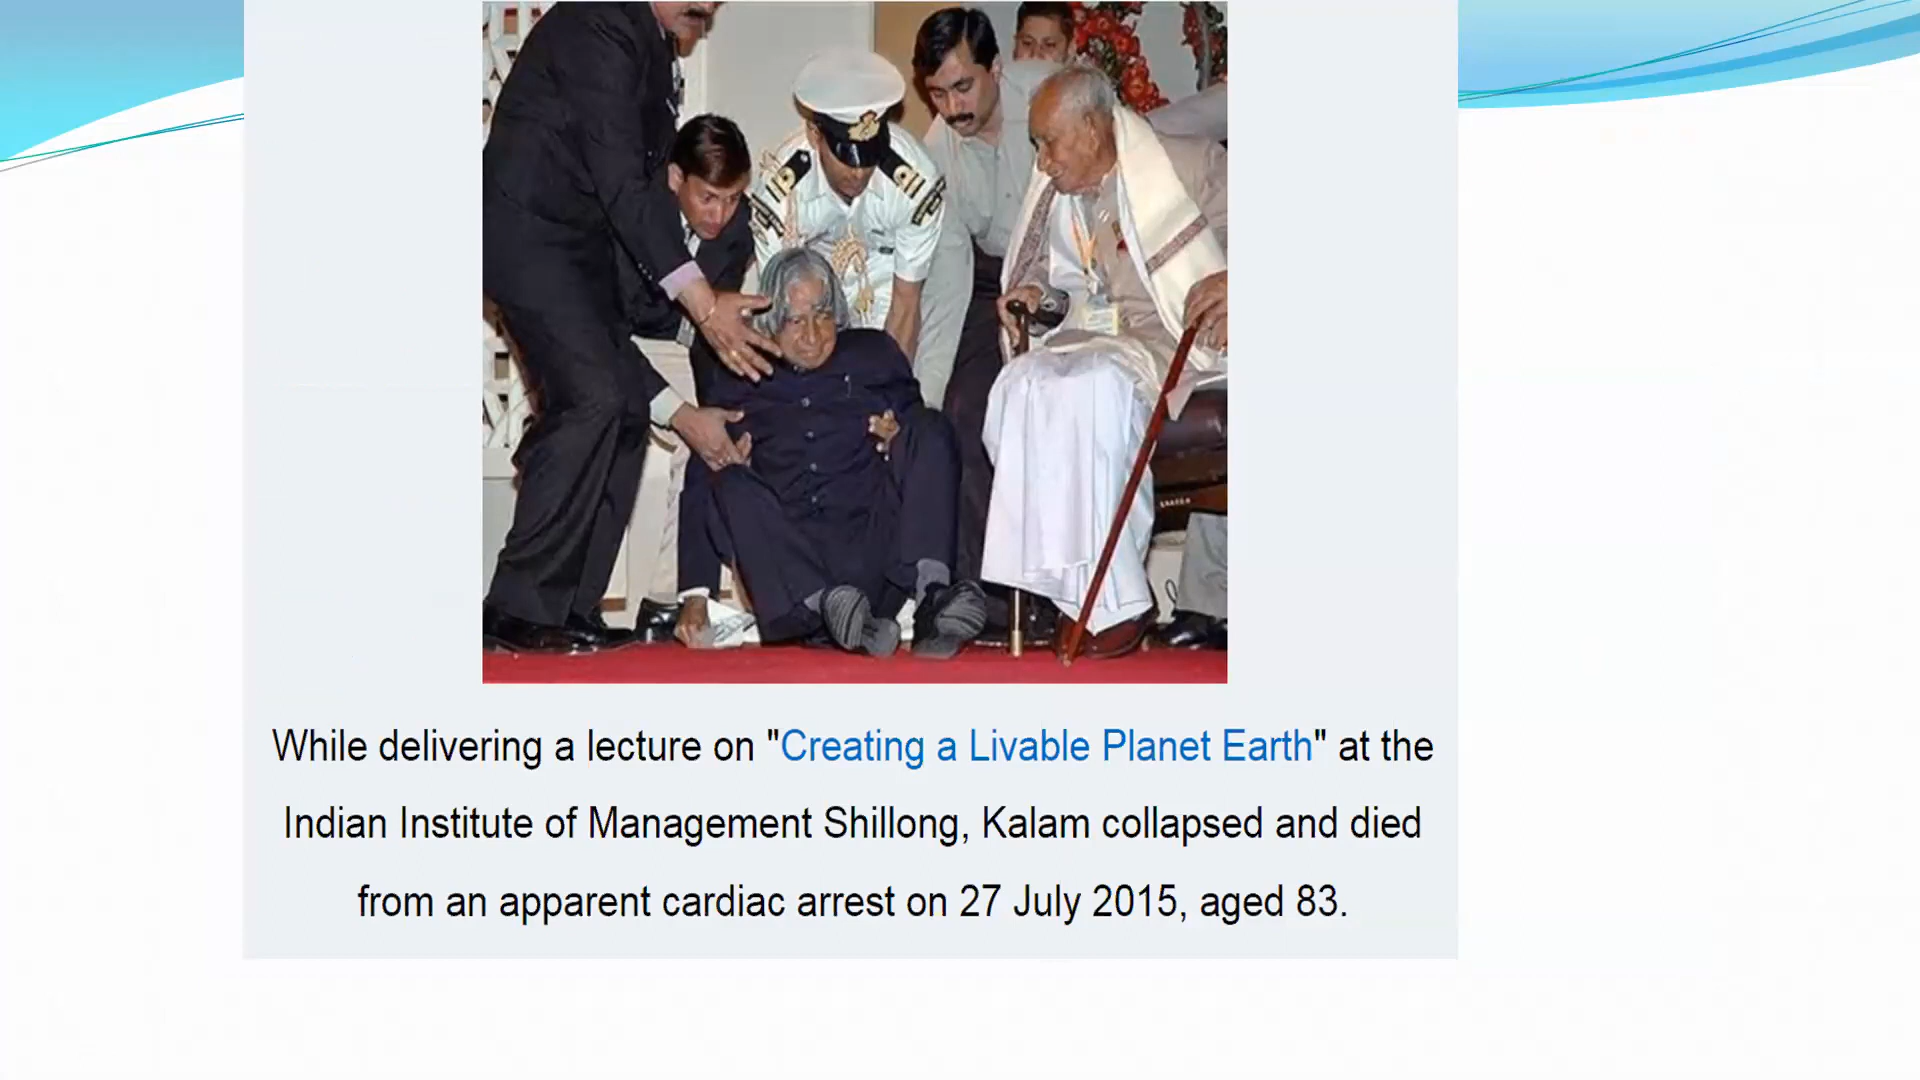 While delivering a lecture on "Creating a Livable Planet Earth" at the
Indian Institute of Management Shillong, Kalam collapsed and died
from an apparent cardiac arrest on 27 July 2015, aged 83.